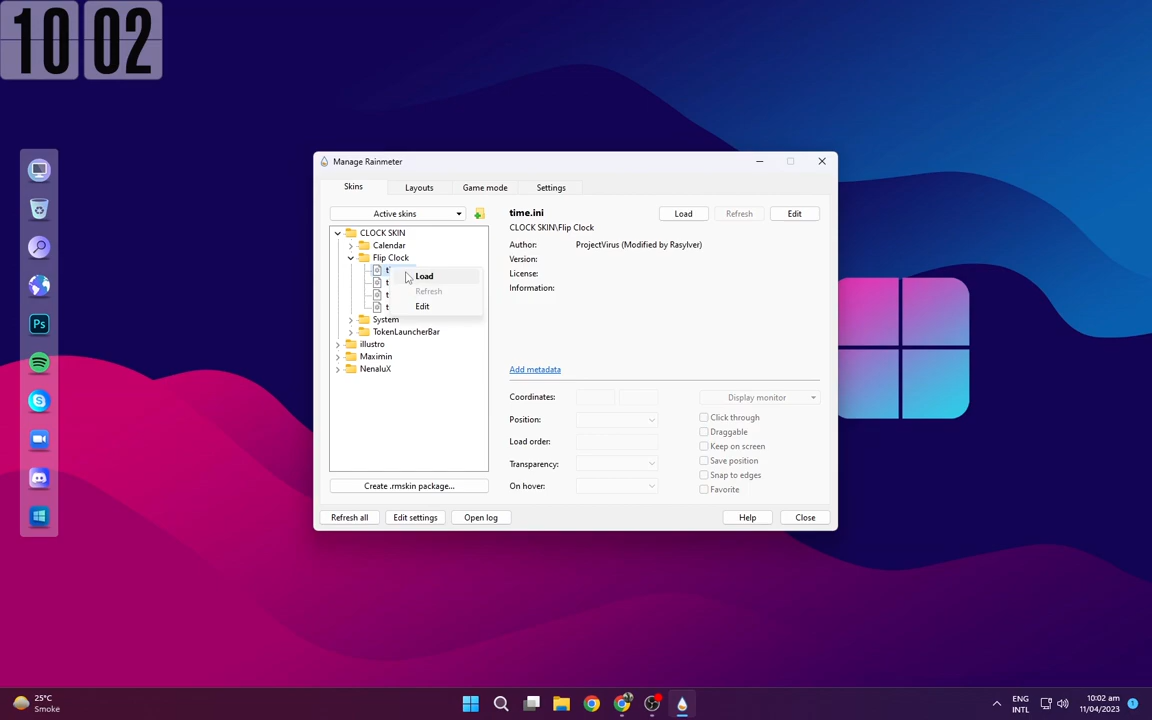 10 02
Manage Rainmeter
Skins
Layouts
Game mode
Settings
Active skins
CLOCK SKIN
Calendar
Flip Clock
t
t
t
t
Load
Refresh
Edit
System
TokenLauncherBar
illustro
Maximin
NenaluX
Create .rmskin package...
time.ini
Load
Refresh
Edit
CLOCK SKIN\Flip Clock
Author: ProjectVirus (Modified by Rasylver)
Version:
License:
Information:
Add metadata
Coordinates:
Display monitor
Position:
Click through
Draggable
Load order:
Keep on screen
Transparency:
Save position
Snap to edges
On hover:
Favorite
Refresh all
Edit settings
Open log
Help
Close
Ps
25°C
Smoke
ENG
INTL
10:02 am
11/04/2023
1